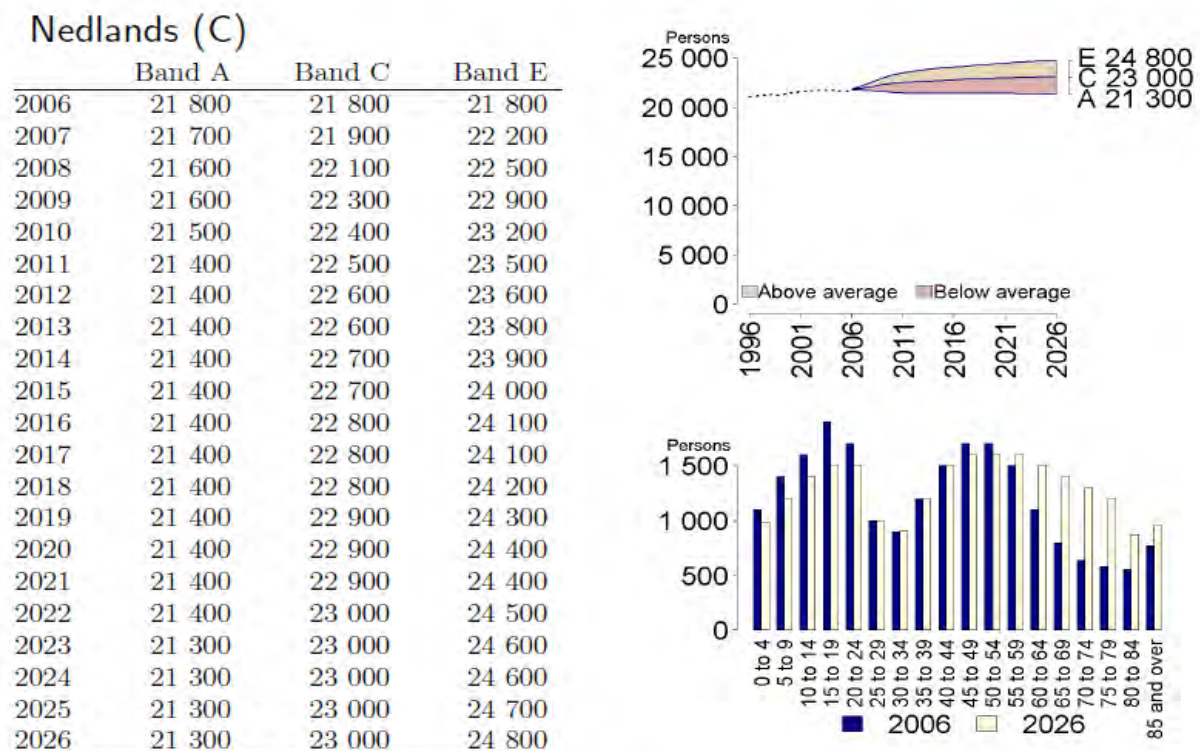 Nedlands (C)
Band A Band C Band E
2006 21 800 21 800 21 800
2007 21 700 21 900 22 200
2008 21 600 22 100 22 500
2009 21 600 22 300 22 900
2010 21 500 22 400 23 200
2011 21 400 22 500 23 500
2012 21 400 22 600 23 600
2013 21 400 22 600 23 800
2014 21 400 22 700 23 900
2015 21 400 22 700 24 000
2016 21 400 22 800 24 100
2017 21 400 22 800 24 100
2018 21 400 22 800 24 200
2019 21 400 22 900 24 300
2020 21 400 22 900 24 400
2021 21 400 22 900 24 400
2022 21 400 23 000 24 500
2023 21 300 23 000 24 600
2024 21 300 23 000 24 600
2025 21 300 23 000 24 700
2026 21 300 23 000 24 800
Persons
25 000
20 000
15 000
10 000
5 000
0
E 24 800
C 23 000
A 21 300
Above average Below average
1996 2001 2006 2011 2016 2021 2026
Persons
1 500
1 000
500
0
0 to 4
5 to 9
10 to 14
15 to 19
20 to 24
25 to 29
30 to 34
35 to 39
40 to 44
45 to 49
50 to 54
55 to 59
60 to 64
65 to 69
70 to 74
75 to 79
80 to 84
85 and over
2006 2026